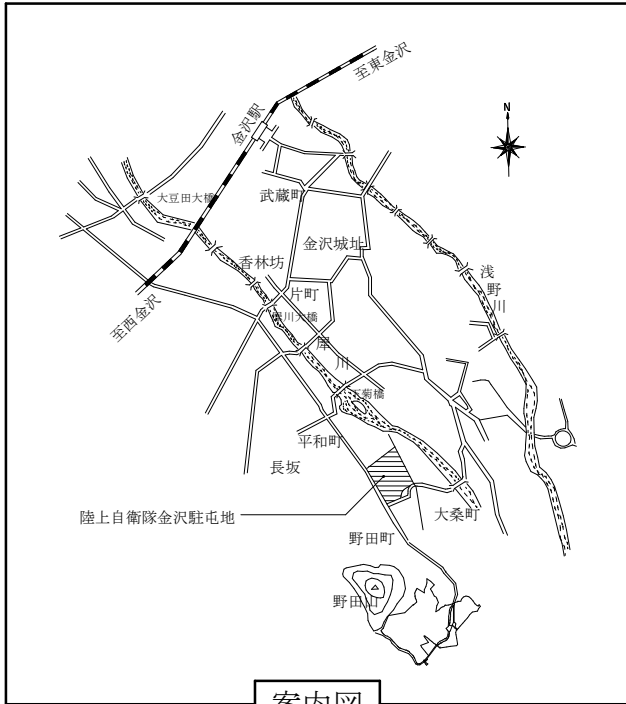 至東金沢
金沢駅
N
大豆田大橋
武蔵町
金沢城址
香林坊
浅野川
片町
至西金沢
犀川大橋
犀川
下菊橋
平和町
長坂
陸上自衛隊金沢駐屯地
大桑町
野田町
野田山
案内図